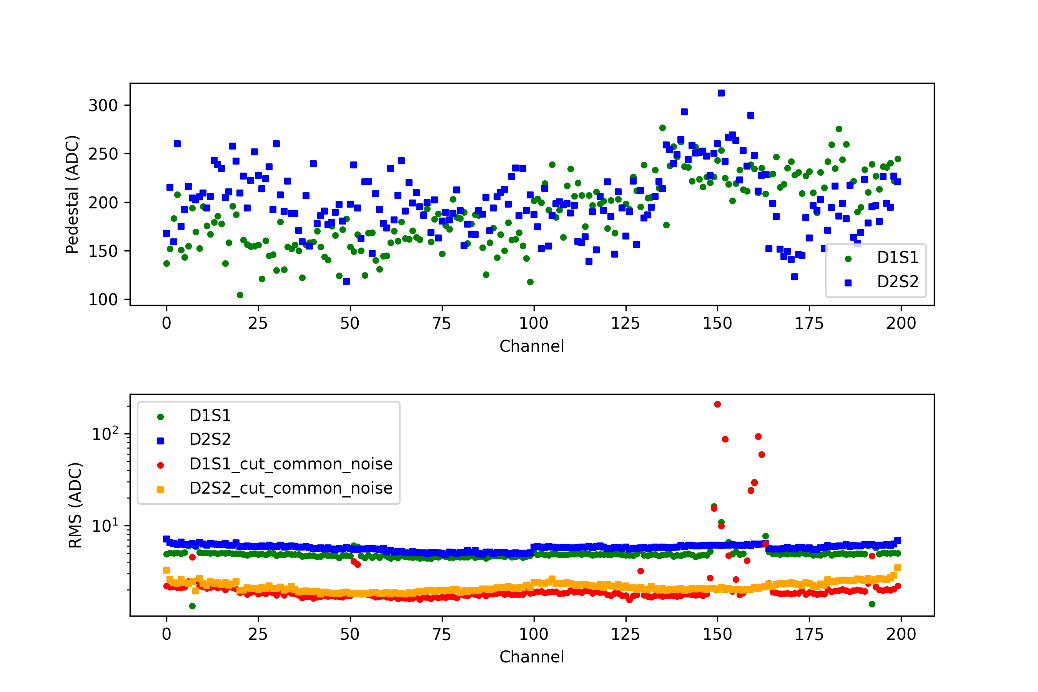 300
250
200
150
100
Pedestal (ADC)
D1S1
D2S2
0 25 50 75 100 125 150 175 200
Channel
D1S1
D2S2
D1S1_cut_common_noise
D2S2_cut_common_noise
10²
10¹
RMS (ADC)
0 25 50 75 100 125 150 175 200
Channel